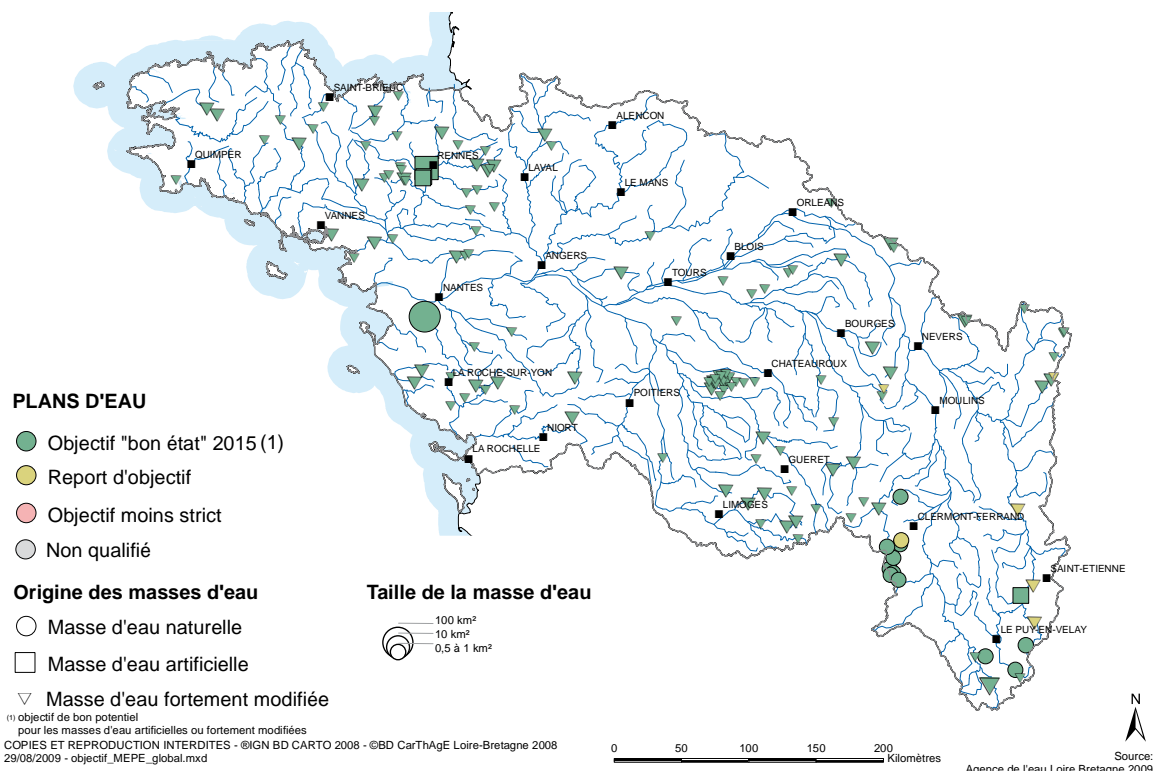 SAINT-BRIEUC
ALENCON
QUIMPER
RENNES
LAVAL
LE MANS
ORLEANS
VANNES
BLOIS
ANGERS
TOURS
NANTES
BOURGES
NEVERS
LA ROCHE-SUR-YON
CHATEAUROUX
POITIERS
MOULINS
NIORT
LA ROCHELLE
GUERET
LIMOGES
CLERMONT-FERRAND
SAINT-ETIENNE
LE PUY-EN-VELAY
PLANS D'EAU
Objectif "bon état" 2015 (1)
Report d'objectif
Objectif moins strict
Non qualifié
Origine des masses d'eau
Masse d'eau naturelle
Masse d'eau artificielle
Masse d'eau fortement modifiée
Taille de la masse d'eau
100 km²
10 km²
0,5 à 1 km²
(1) objectif de bon potentiel
pour les masses d'eau artificielles ou fortement modifiées
COPIES ET REPRODUCTION INTERDITES - ®IGN BD CARTO 2008 - ©BD CarThAgE Loire-Bretagne 2008
29/08/2009 - objectif_MEPE_global.mxd
0 50 100 150 200
Kilomètres
N
Source:
Agence de l'eau Loire Bretagne 2009